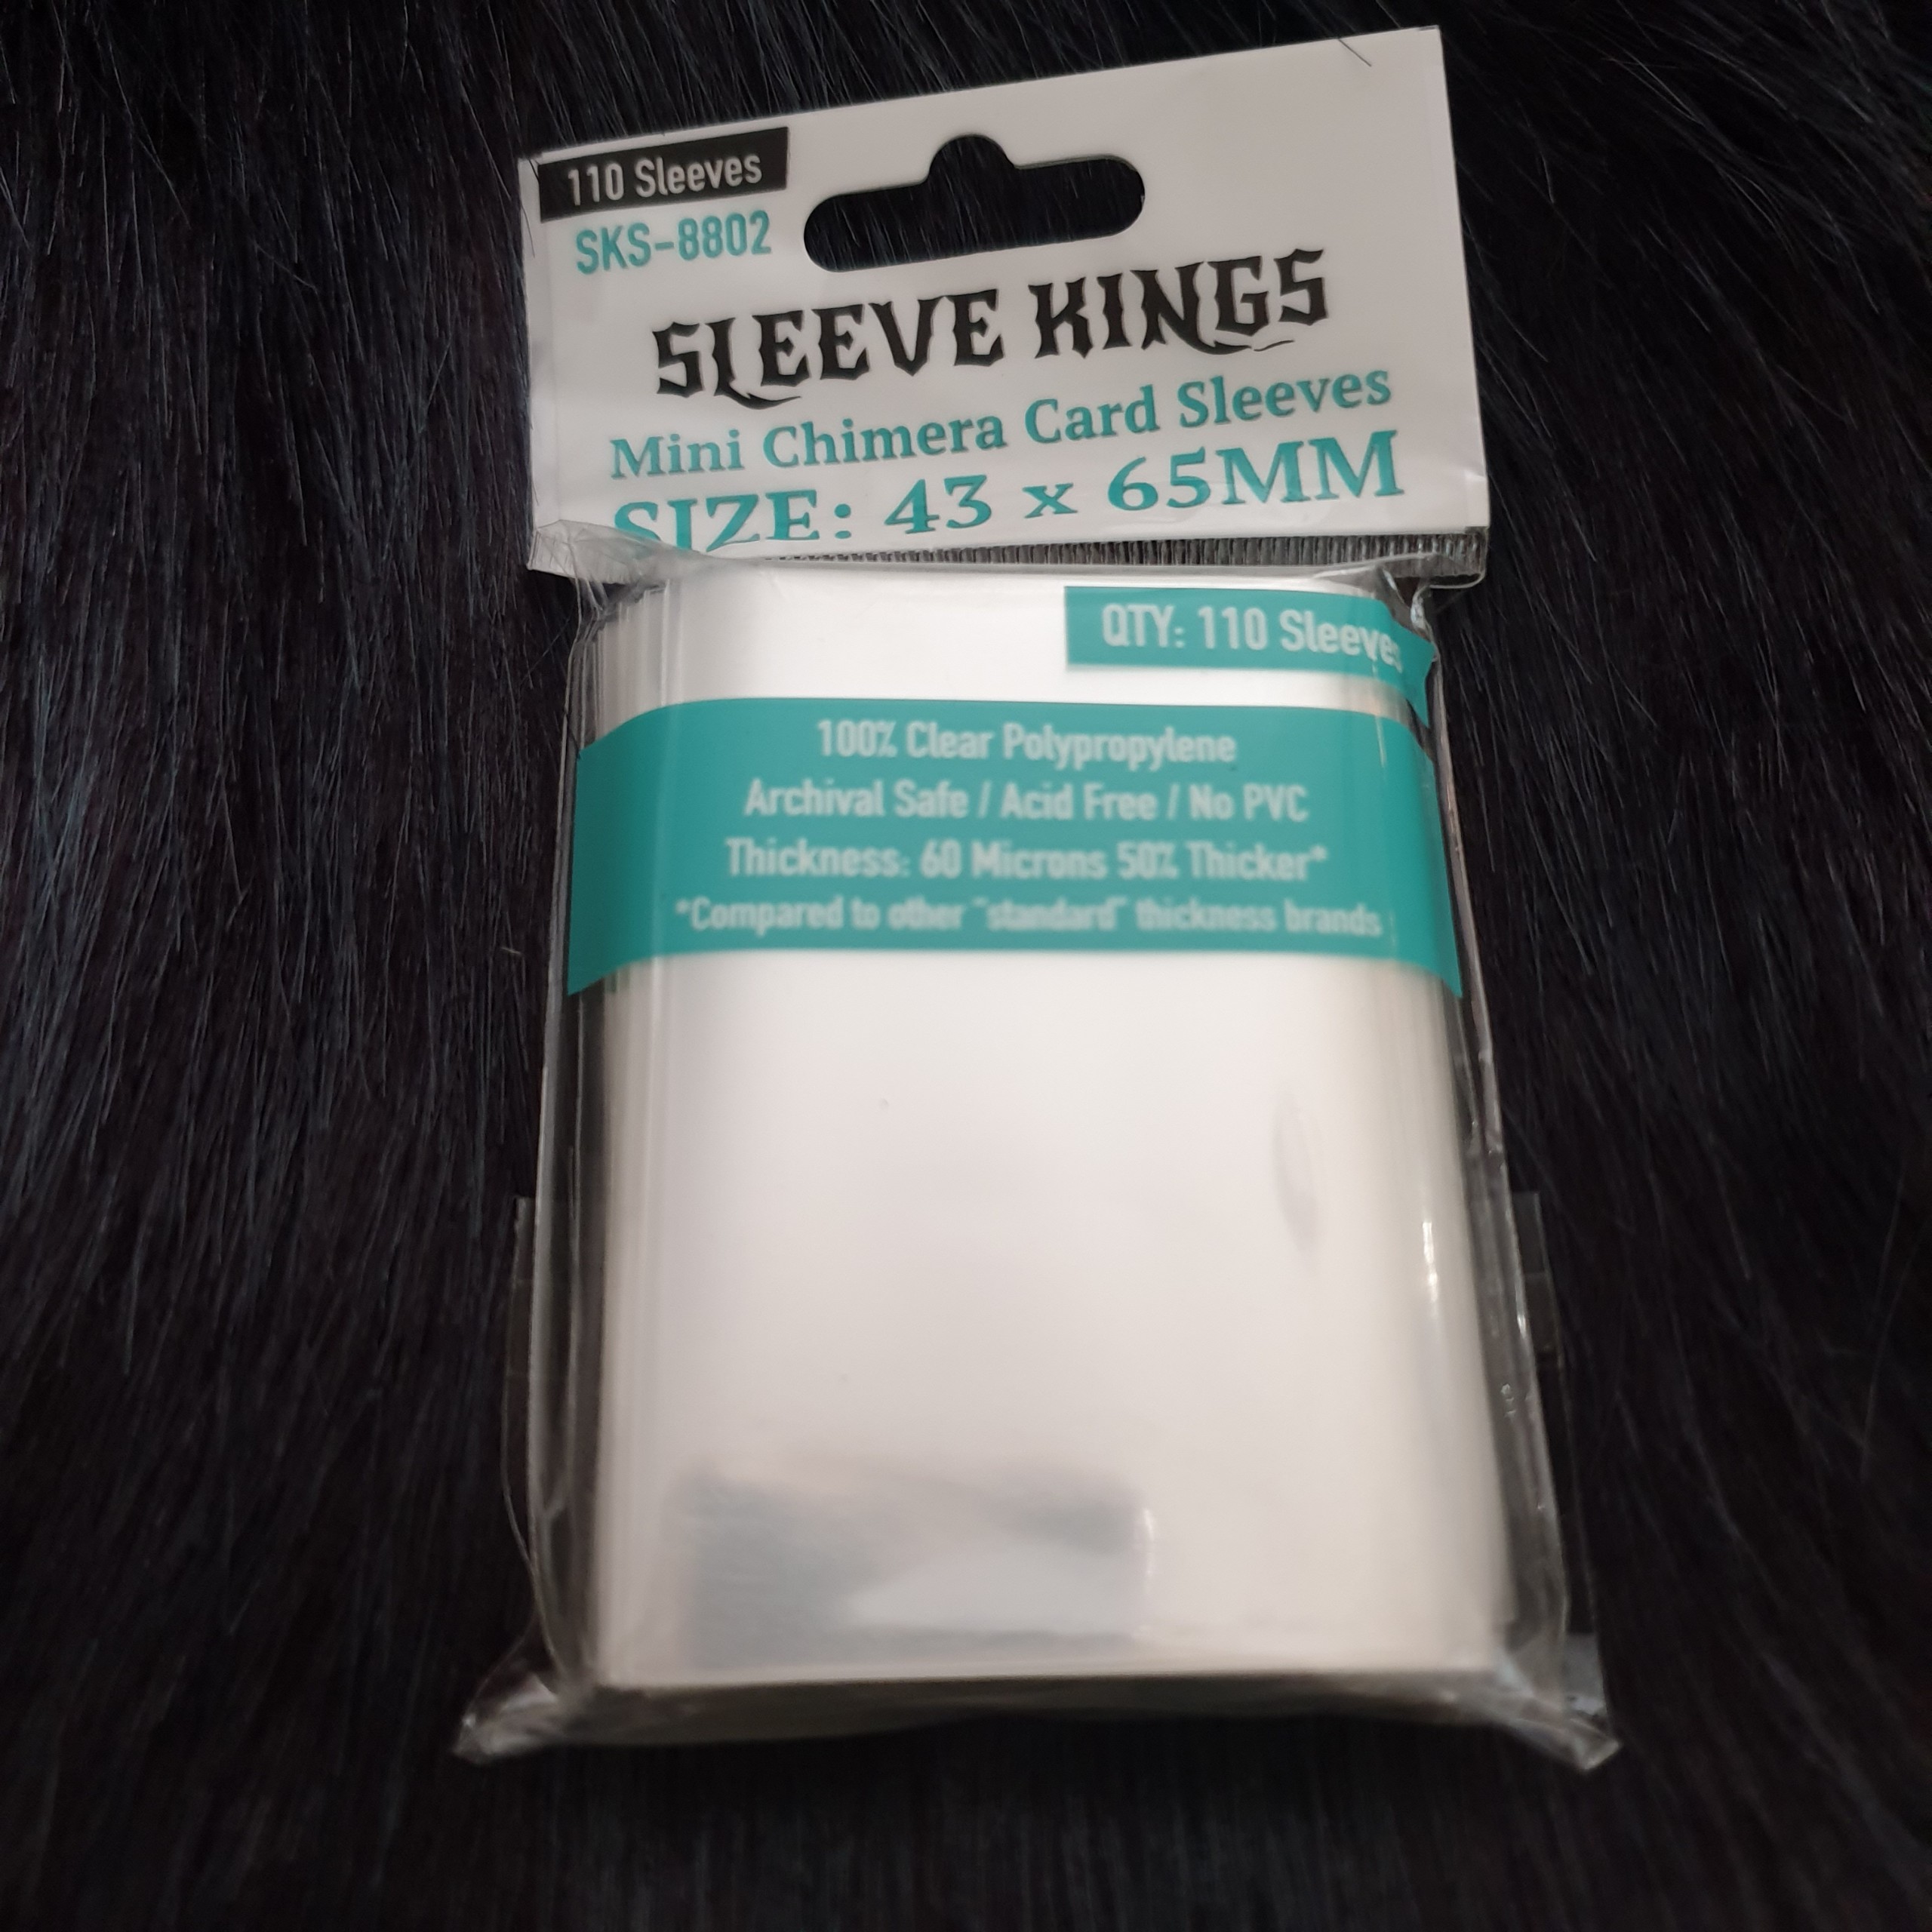 110 Sleeves
SKS-8802
SLEEVE KINGS
Mini Chimera Card Sleeves
SIZE: 43 x 65MM
QTY: 110 Sleeves
100% Clear Polypropylene
Archival Safe / Acid Free / No PVC
Thickness: 60 Microns 50% Thicker*
*Compared to other "standard" thickness brands